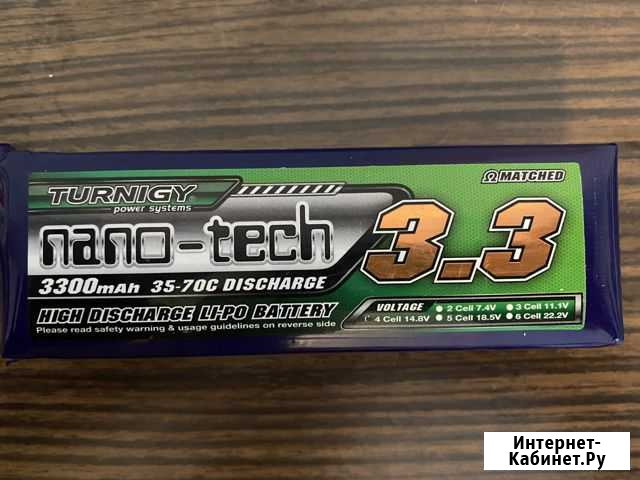 TURNIGY®
power systems
Ω MATCHED
nano-tech
3.3
3300mAh 35-70C DISCHARGE
HIGH DISCHARGE LI-PO BATTERY
Please read safety warning & usage guidelines on reverse side
VOLTAGE 2 Cell 7.4V 3 Cell 11.1V
4 Cell 14.8V 5 Cell 18.5V 6 Cell 22.2V
Интернет-
Кабинет.Ру